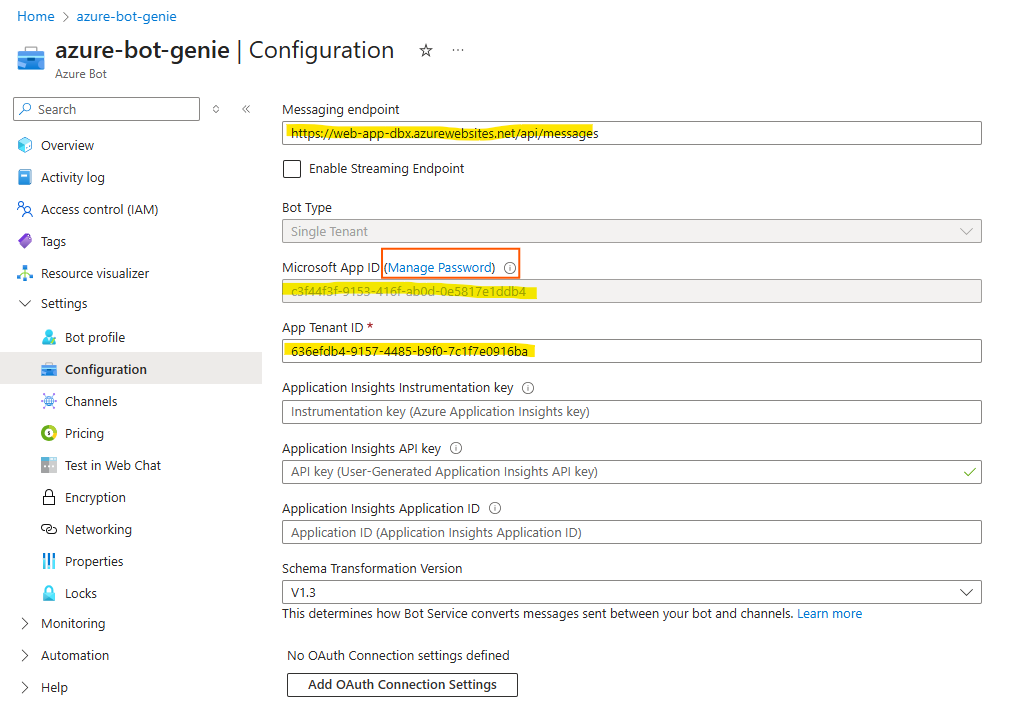 Home > azure-bot-genie
azure-bot-genie | Configuration
Azure Bot
Search
Overview
Activity log
Access control (IAM)
Tags
Resource visualizer
Settings
Bot profile
Configuration
Channels
Pricing
Test in Web Chat
Encryption
Networking
Properties
Locks
Monitoring
Automation
Help
Messaging endpoint
https://web-app-dbx.azurewebsites.net/api/messages
Enable Streaming Endpoint
Bot Type
Single Tenant
Microsoft App ID (Manage Password)
c3f44f3f-9153-416f-ab0d-0e5817e1ddb4
App Tenant ID *
636efdb4-9157-4485-b9f0-7c1f7e0916ba
Application Insights Instrumentation key
Instrumentation key (Azure Application Insights key)
Application Insights API key
API key (User-Generated Application Insights API key)
Application Insights Application ID
Application ID (Application Insights Application ID)
Schema Transformation Version
V1.3
This determines how Bot Service converts messages sent between your bot and channels. Learn more
No OAuth Connection settings defined
Add OAuth Connection Settings